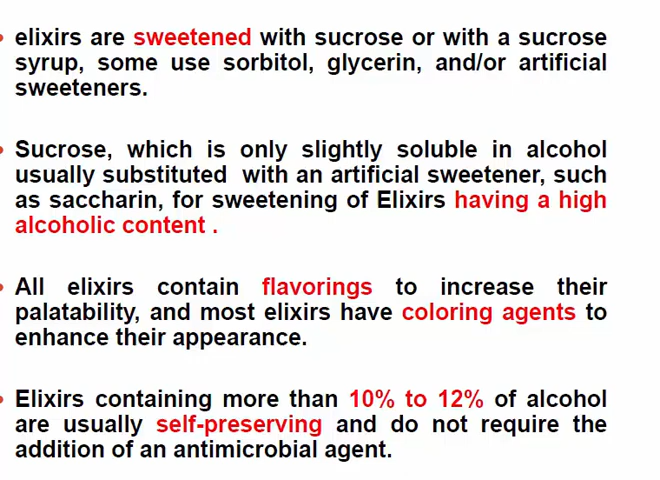 • elixirs are sweetened with sucrose or with a sucrose
syrup, some use sorbitol, glycerin, and/or artificial
sweeteners.
• Sucrose, which is only slightly soluble in alcohol
usually substituted with an artificial sweetener, such
as saccharin, for sweetening of Elixirs having a high
alcoholic content .
• All elixirs contain flavorings to increase their
palatability, and most elixirs have coloring agents to
enhance their appearance.
• Elixirs containing more than 10% to 12% of alcohol
are usually self-preserving and do not require the
addition of an antimicrobial agent.